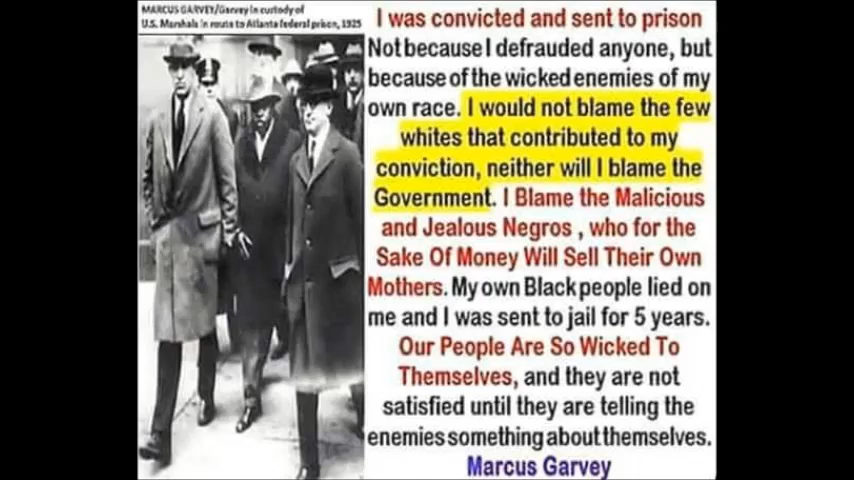 MARCUS GARVEY/Garvey in custody of
U.S. Marshals in route to Atlanta federal prison, 1925
I was convicted and sent to prison
Not because I defrauded anyone, but
because of the wicked enemies of my
own race. I would not blame the few
whites that contributed to my
conviction, neither will I blame the
Government. I Blame the Malicious
and Jealous Negros , who for the
Sake Of Money Will Sell Their Own
Mothers. My own Black people lied on
me and I was sent to jail for 5 years.
Our People Are So Wicked To
Themselves, and they are not
satisfied until they are telling the
enemies something about themselves.
Marcus Garvey